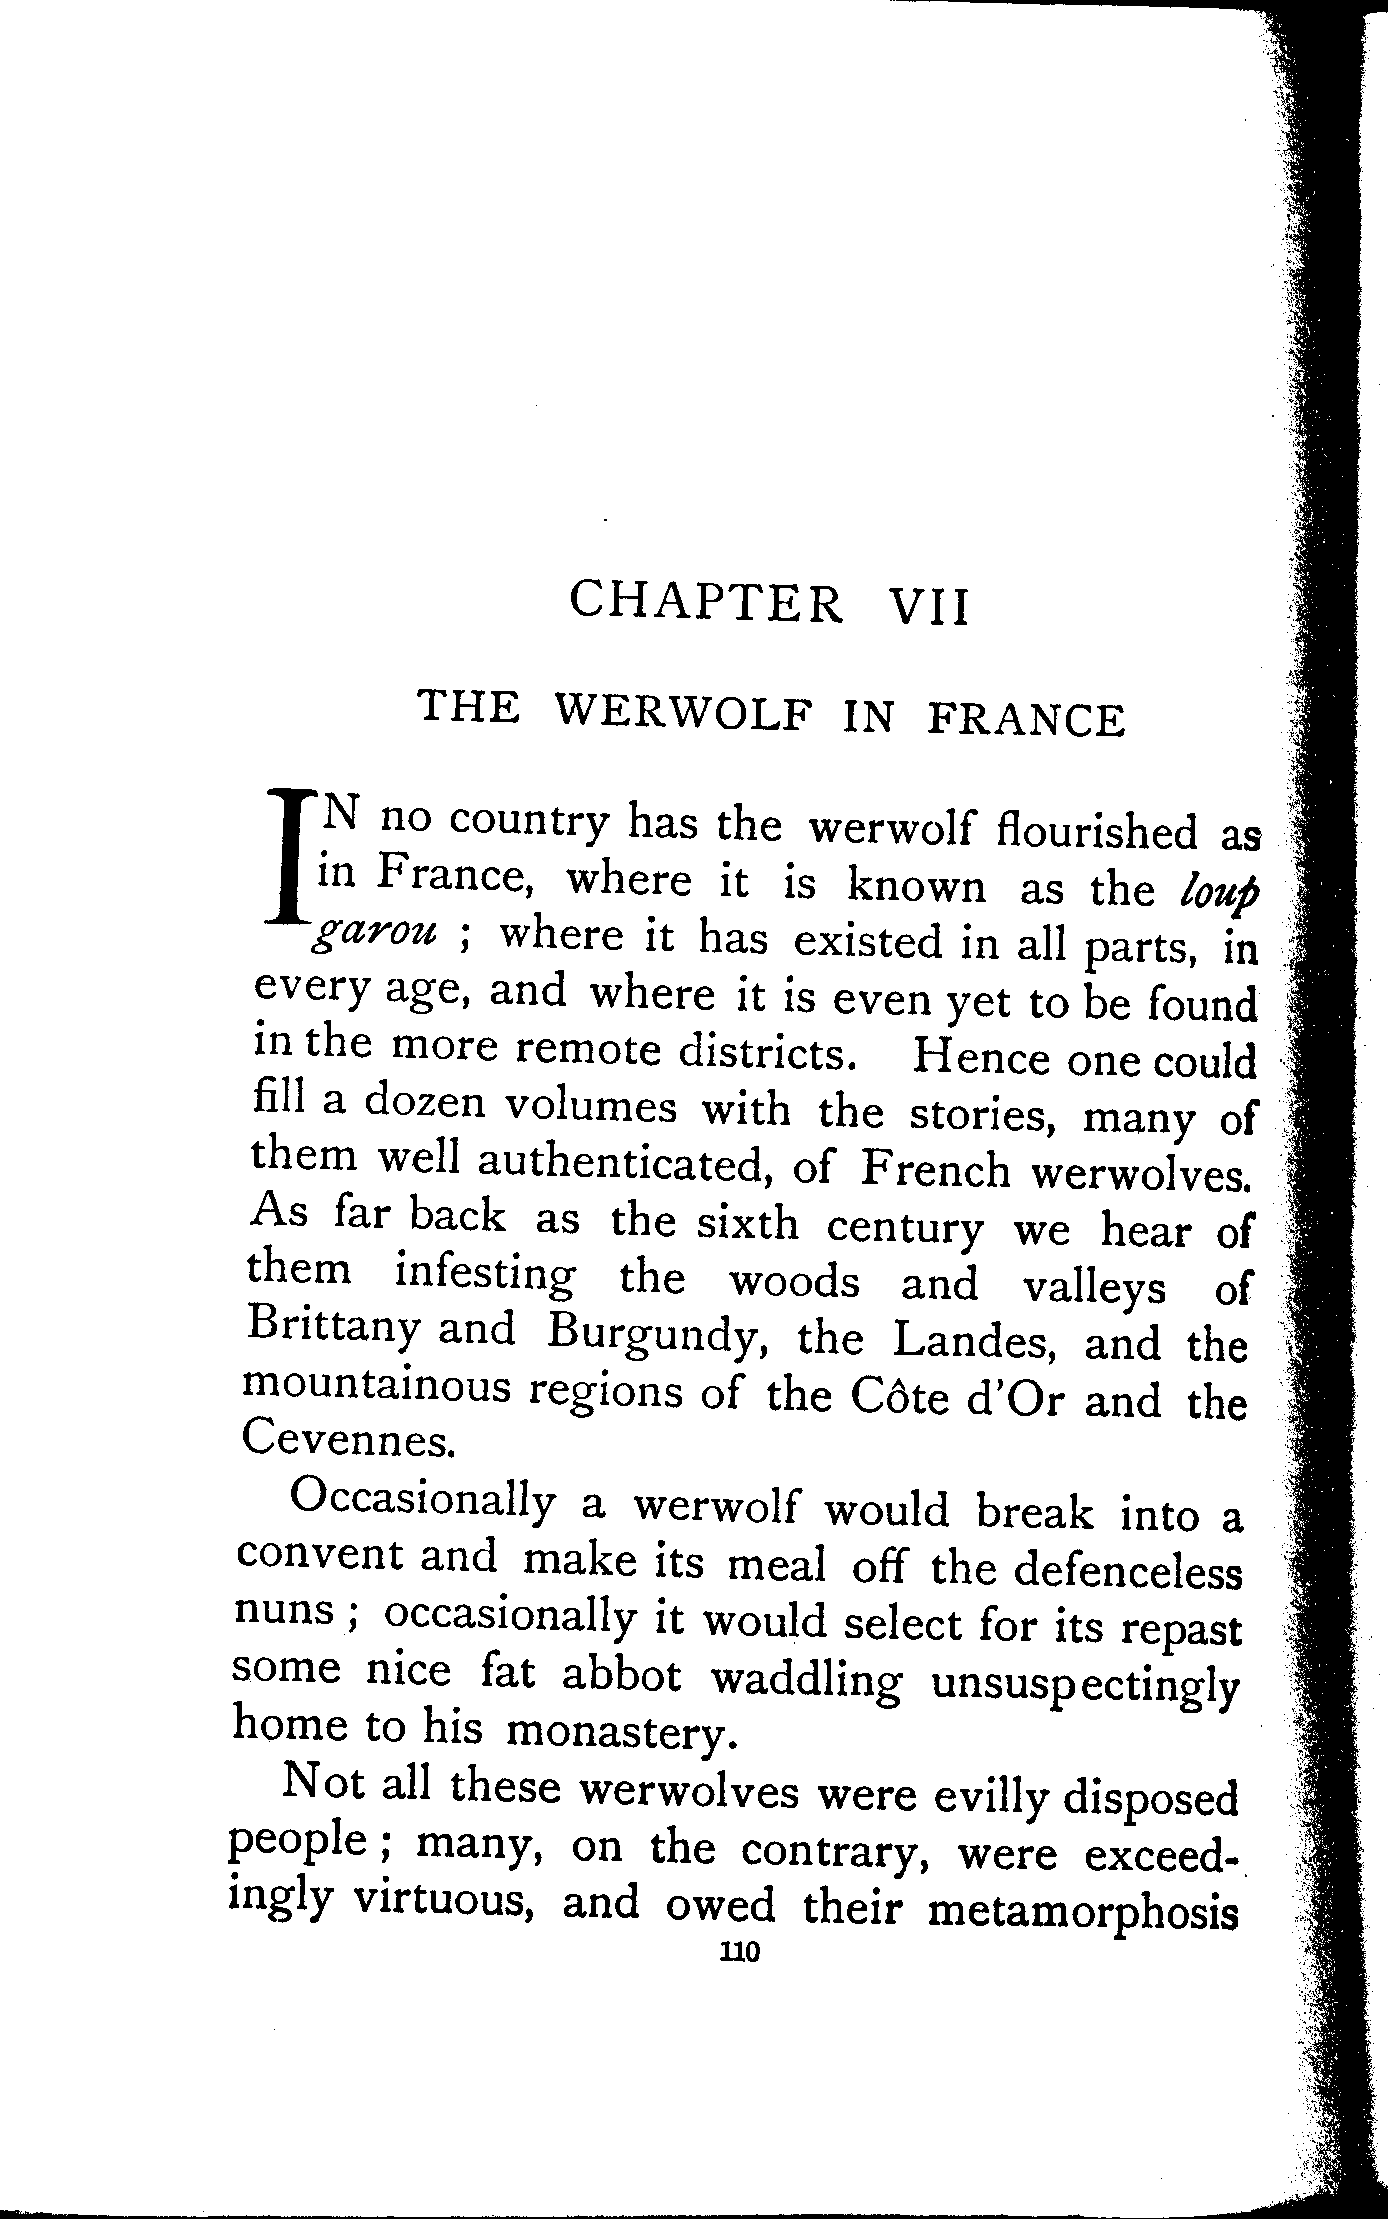 CHAPTER VII
THE WERWOLF IN FRANCE
IN no country has the werwolf flourished as
in France, where it is known as the loup
garou ; where it has existed in all parts, in
every age, and where it is even yet to be found
in the more remote districts. Hence one could
fill a dozen volumes with the stories, many of
them well authenticated, of French werwolves.
As far back as the sixth century we hear of
them infesting the woods and valleys of
Brittany and Burgundy, the Landes, and the
mountainous regions of the Côte d'Or and the
Cevennes.
Occasionally a werwolf would break into a
convent and make its meal off the defenceless
nuns ; occasionally it would select for its repast
some nice fat abbot waddling unsuspectingly
home to his monastery.
Not all these werwolves were evilly disposed
people ; many, on the contrary, were exceed-
ingly virtuous, and owed their metamorphosis
110